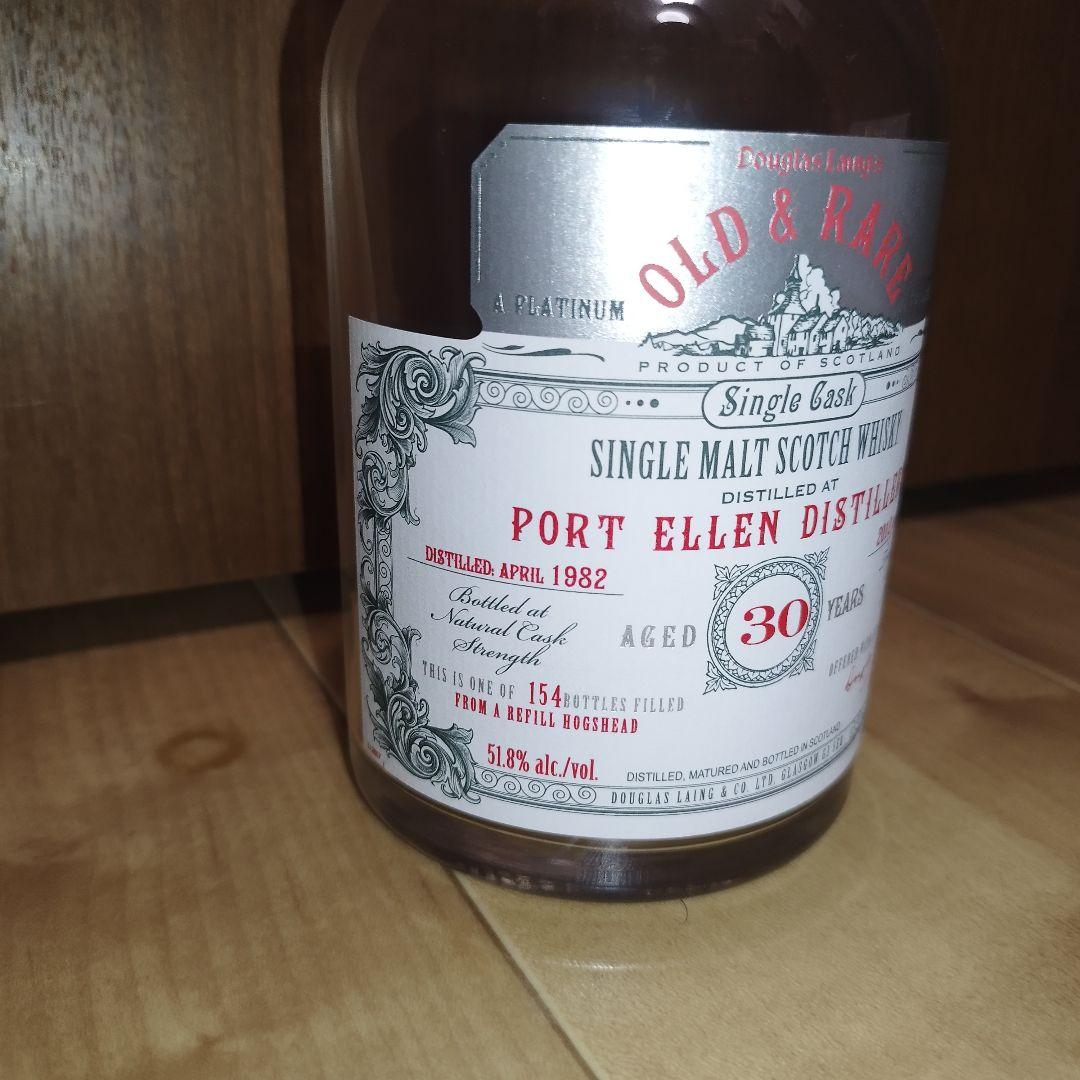 Douglas Laing's
OLD & RARE
A PLATINUM
PRODUCT OF SCOTLAND
Single Cask
SINGLE MALT SCOTCH WHISKY
DISTILLED AT
PORT ELLEN
DISTILLED: APRIL 1982
Bottled at
Natural Cask
Strength
AGED 30 YEARS
THIS IS ONE OF 154 BOTTLES FILLED
FROM A REFILL HOGSHEAD
51.8% alc./vol.
DISTILLED, MATURED AND BOTTLED IN SCOTLAND
DOUGLAS LAING & CO. LTD. GLASGOW G3